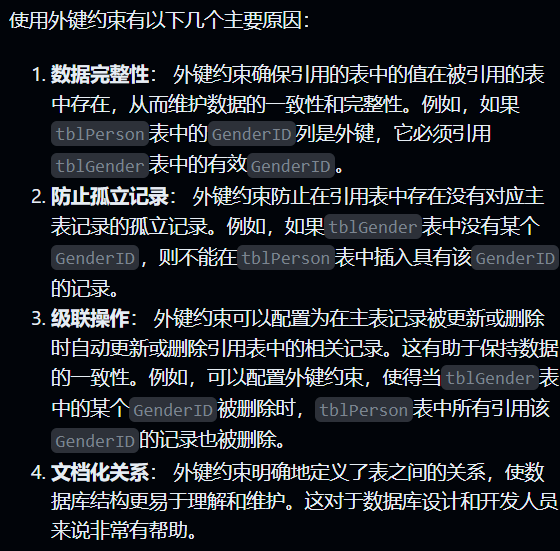 使用外键约束有以下几个主要原因：
1. 数据完整性： 外键约束确保引用的表中的值在被引用的表
中存在，从而维护数据的一致性和完整性。例如，如果
tblPerson表中的GenderID列是外键，它必须引用
tblGender表中的有效GenderID。
2. 防止孤立记录： 外键约束防止在引用表中存在没有对应主
表记录的孤立记录。例如，如果tblGender表中没有某个
GenderID，则不能在tblPerson表中插入具有该GenderID
的记录。
3. 级联操作： 外键约束可以配置为在主表记录被更新或删除
时自动更新或删除引用表中的相关记录。这有助于保持数据
的一致性。例如，可以配置外键约束，使得当tblGender表
中的某个GenderID被删除时，tblPerson表中所有引用该
GenderID的记录也被删除。
4. 文档化关系： 外键约束明确地定义了表之间的关系，使数
据库结构更易于理解和维护。这对于数据库设计和开发人员
来说非常有帮助。